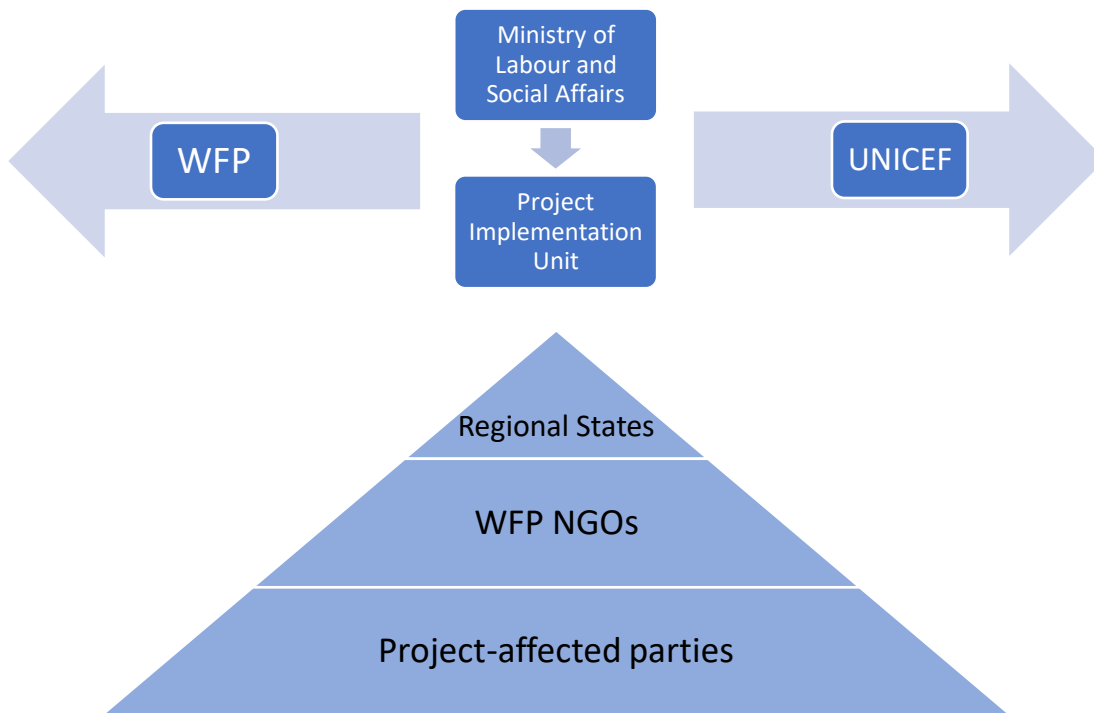 Ministry of
Labour and
Social Affairs
WFP
UNICEF
Project
Implementation
Unit
Regional States
WFP NGOs
Project-affected parties